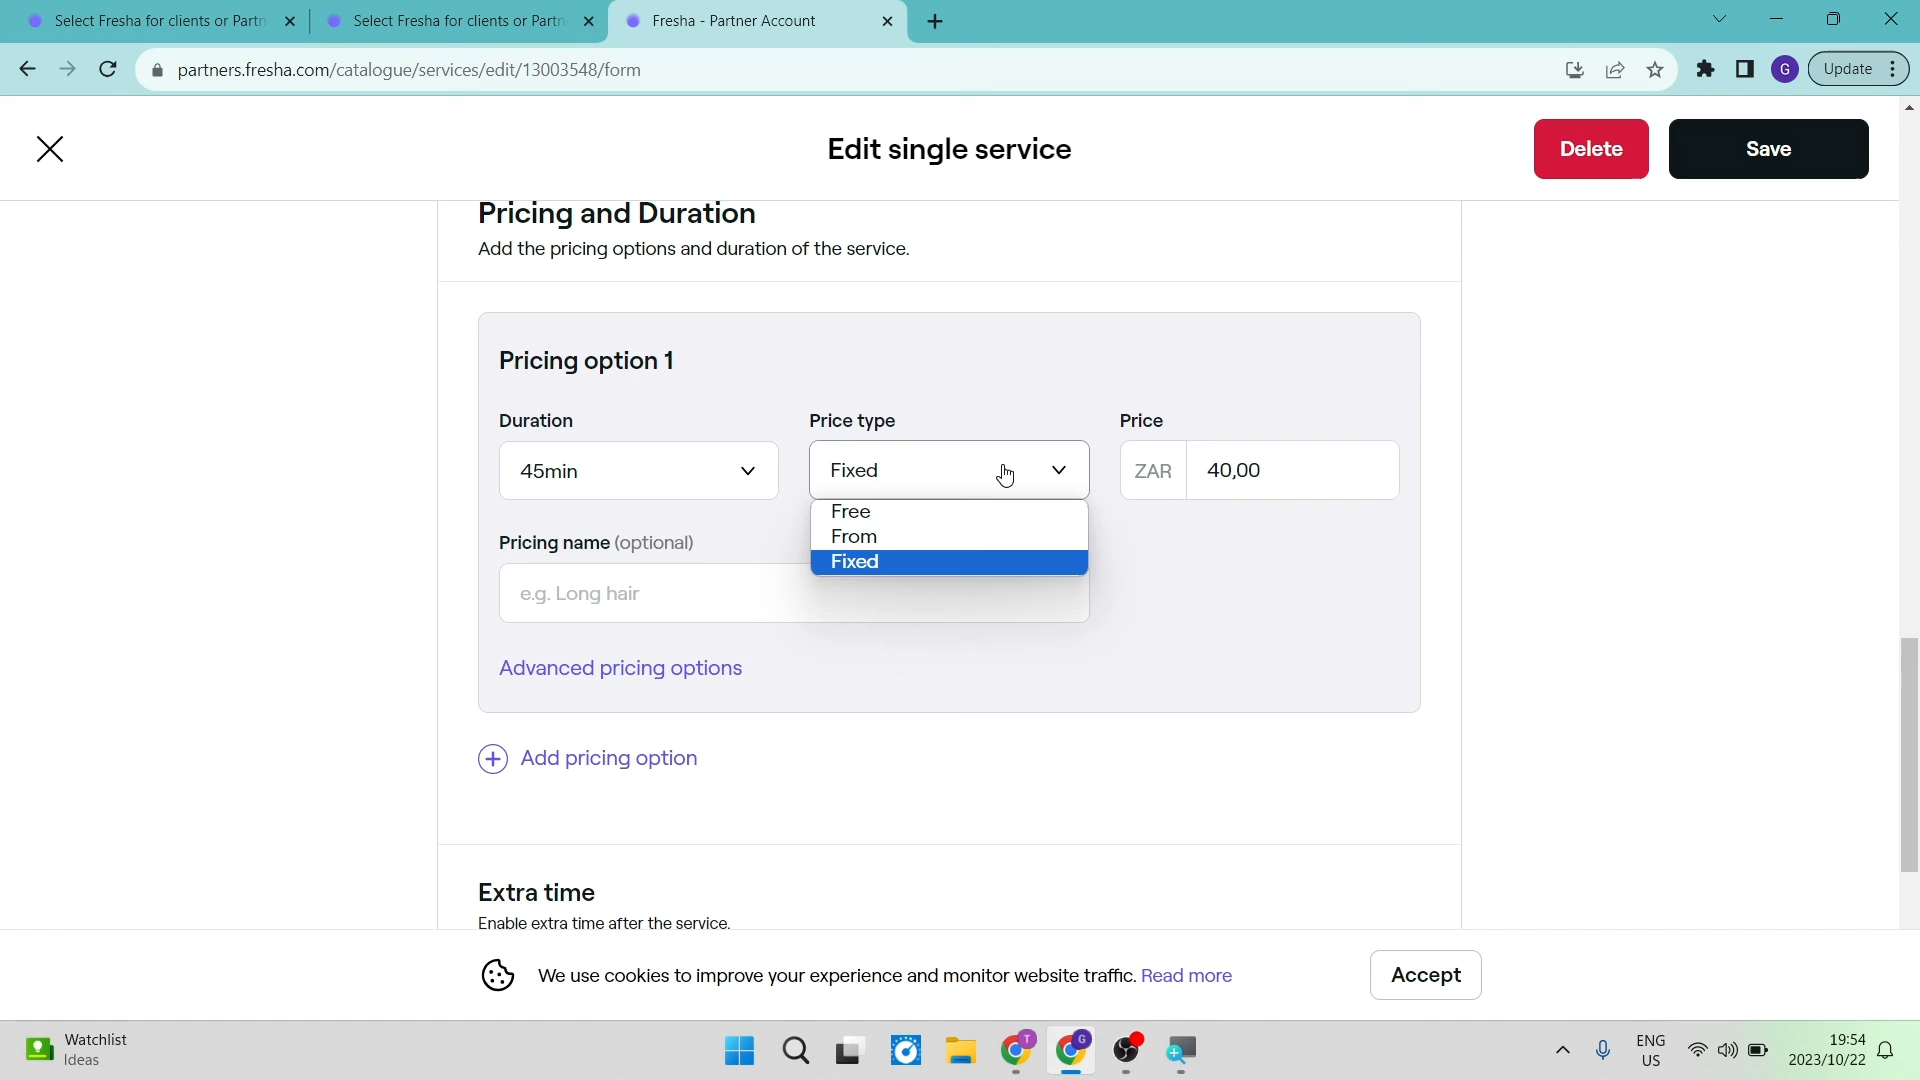 Select Fresha for clients or Partn
Select Fresha for clients or Partn
Fresha - Partner Account
partners.fresha.com/catalogue/services/edit/13003548/form
G
Update
Edit single service
Delete
Save
Pricing and Duration
Add the pricing options and duration of the service.
Pricing option 1
Duration
Price type
Price
45min
Fixed
ZAR
40,00
Free
From
Fixed
Pricing name (optional)
e.g. Long hair
Advanced pricing options
Add pricing option
Extra time
Enable extra time after the service.
We use cookies to improve your experience and monitor website traffic. Read more
Accept
Watchlist
Ideas
T
G
ENG
US
19:54
2023/10/22